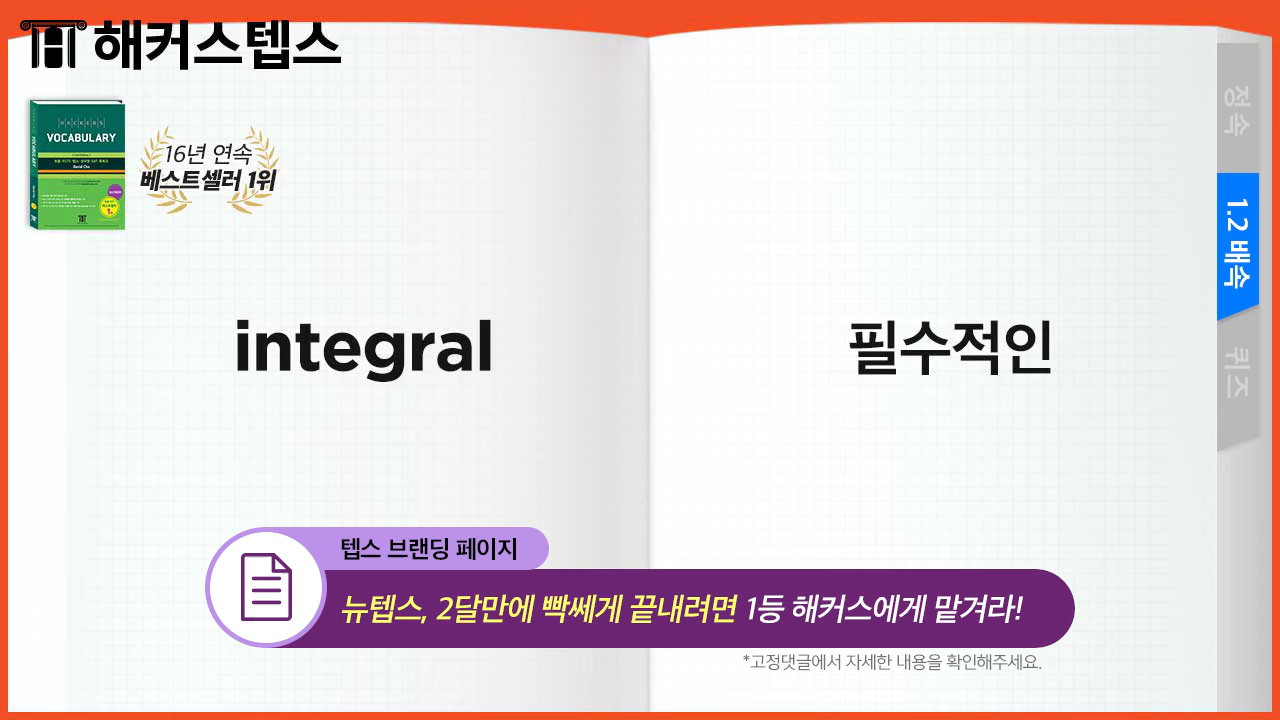 해커스텝스
HACKERS
VOCABULARY
David Cho
VOCABULARY
16년 연속
베스트셀러 1위
정속
1.2 배속
퀴즈
integral
필수적인
텝스 브랜딩 페이지
뉴텝스, 2달만에 빡쎄게 끝내려면 1등 해커스에게 맡겨라!
*고정댓글에서 자세한 내용을 확인해주세요.